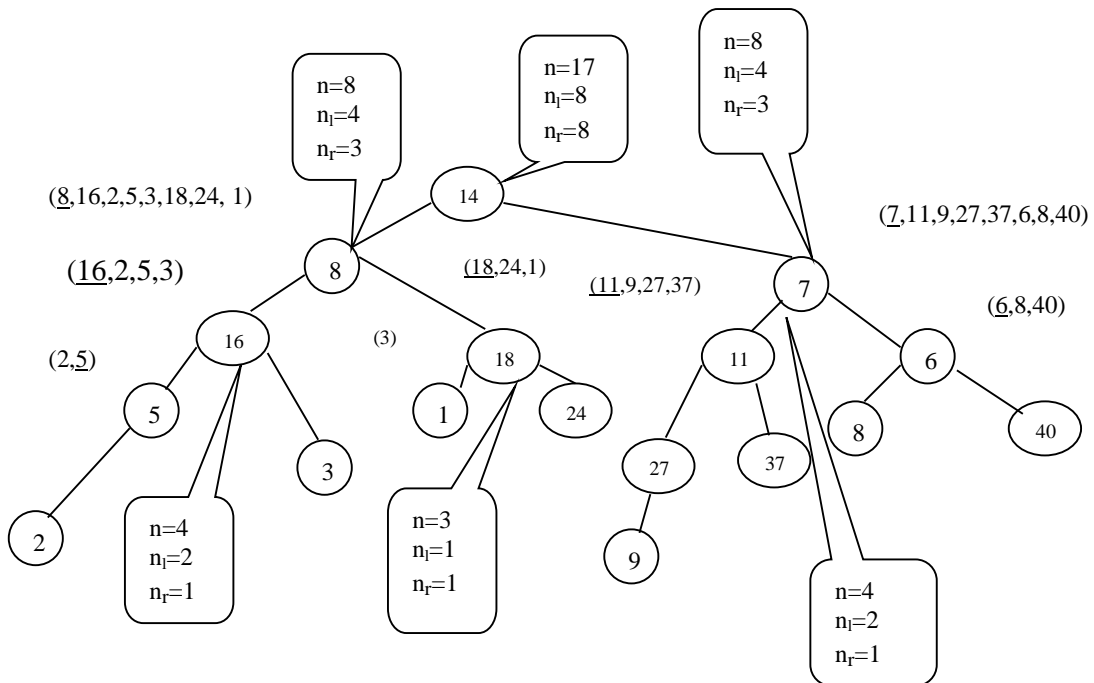 n=8
nₗ=4
nᵣ=3
n=17
nₗ=8
nᵣ=8
n=8
nₗ=4
nᵣ=3
(8,16,2,5,3,18,24, 1)
14
(7,11,9,27,37,6,8,40)
(16,2,5,3)
8
(18,24,1)
(11,9,27,37)
7
(6,8,40)
(2,5)
16
(3)
18
11
6
5
1
24
8
40
3
27
37
2
9
n=4
nₗ=2
nᵣ=1
n=3
nₗ=1
nᵣ=1
n=4
nₗ=2
nᵣ=1